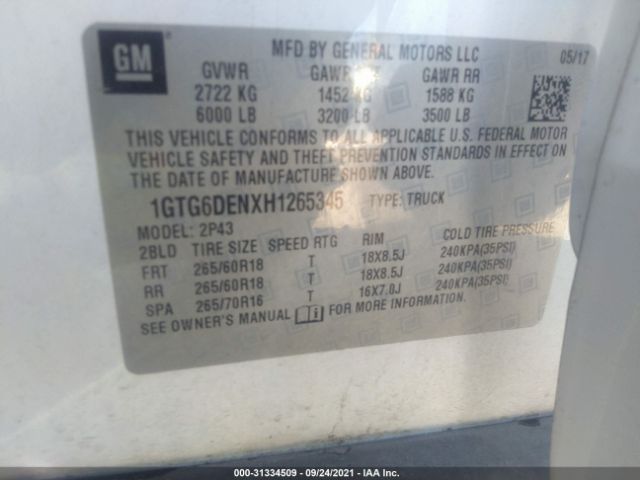 GM
MFD BY GENERAL MOTORS LLC 05/17
GVWR GAWR GAWR RR
2722 KG 1452 KG 1588 KG
6000 LB 3200 LB 3500 LB
THIS VEHICLE CONFORMS TO ALL APPLICABLE U.S. FEDERAL MOTOR
VEHICLE SAFETY AND THEFT PREVENTION STANDARDS IN EFFECT ON
THE DATE OF MANUFACTURE SHOWN ABOVE.
1GTG6DENXH1265345 TYPE: TRUCK
MODEL: 2P43
2BLD TIRE SIZE SPEED RTG RIM COLD TIRE PRESSURE
FRT 265/60R18 T 18X8.5J 240KPA(35PSI)
RR 265/60R18 T 18X8.5J 240KPA(35PSI)
SPA 265/70R16 T 16X7.0J 240KPA(35PSI)
SEE OWNER'S MANUAL FOR MORE INFORMATION.
000-31334509 - 09/24/2021 - IAA Inc.